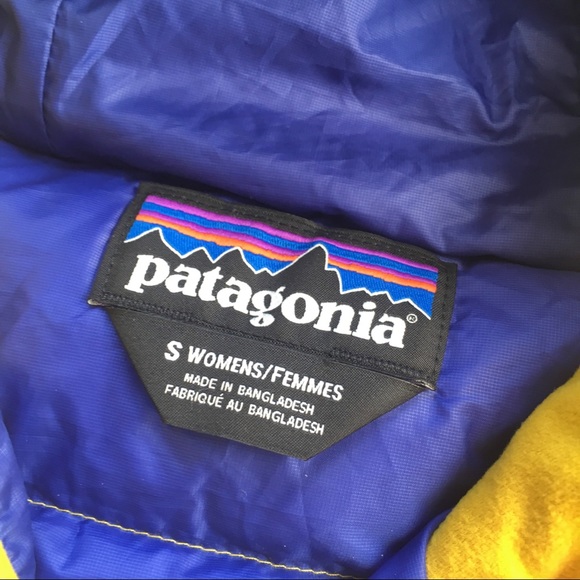 patagonia®
S WOMENS/FEMMES
MADE IN BANGLADESH
FABRIQUÉ AU BANGLADESH